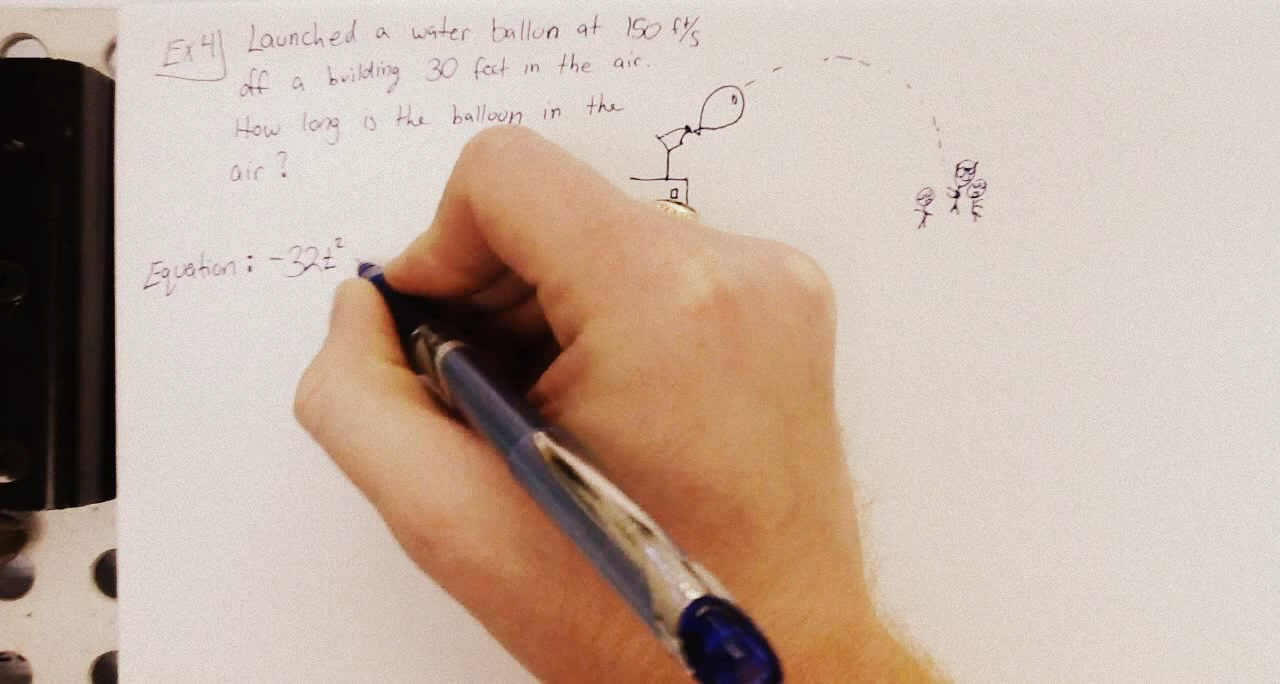 Ex 4] Launched a water ballon at 150 ft/s
off a building 30 feet in the air.
How long is the balloon in the
air?
Equation: -32t²